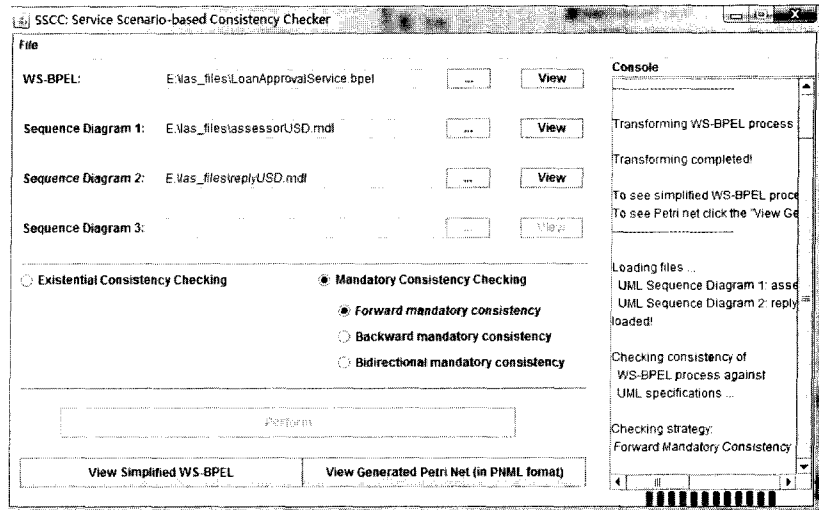 SSCC: Service Scenario-based Consistency Checker
File
WS-BPEL:
E:\las_files\LoanApprovalService.bpel
...
View
Sequence Diagram 1:
E:\las_files\assessorUSD.mdl
...
View
Sequence Diagram 2:
E:\las_files\replyUSD.mdl
...
View
Sequence Diagram 3:
...
View
Existential Consistency Checking
Mandatory Consistency Checking
Forward mandatory consistency
Backward mandatory consistency
Bidirectional mandatory consistency
Perform
View Simplified WS-BPEL
View Generated Petri Net (in PNML fomat)
Console
Transforming WS-BPEL process
Transforming completed!
To see simplified WS-BPEL proce
To see Petri net click the "View Ge
Loading files ...
UML Sequence Diagram 1: asse
UML Sequence Diagram 2: reply
loaded!
Checking consistency of
WS-BPEL process against
UML specifications ...
Checking strategy:
Forward Mandatory Consistency